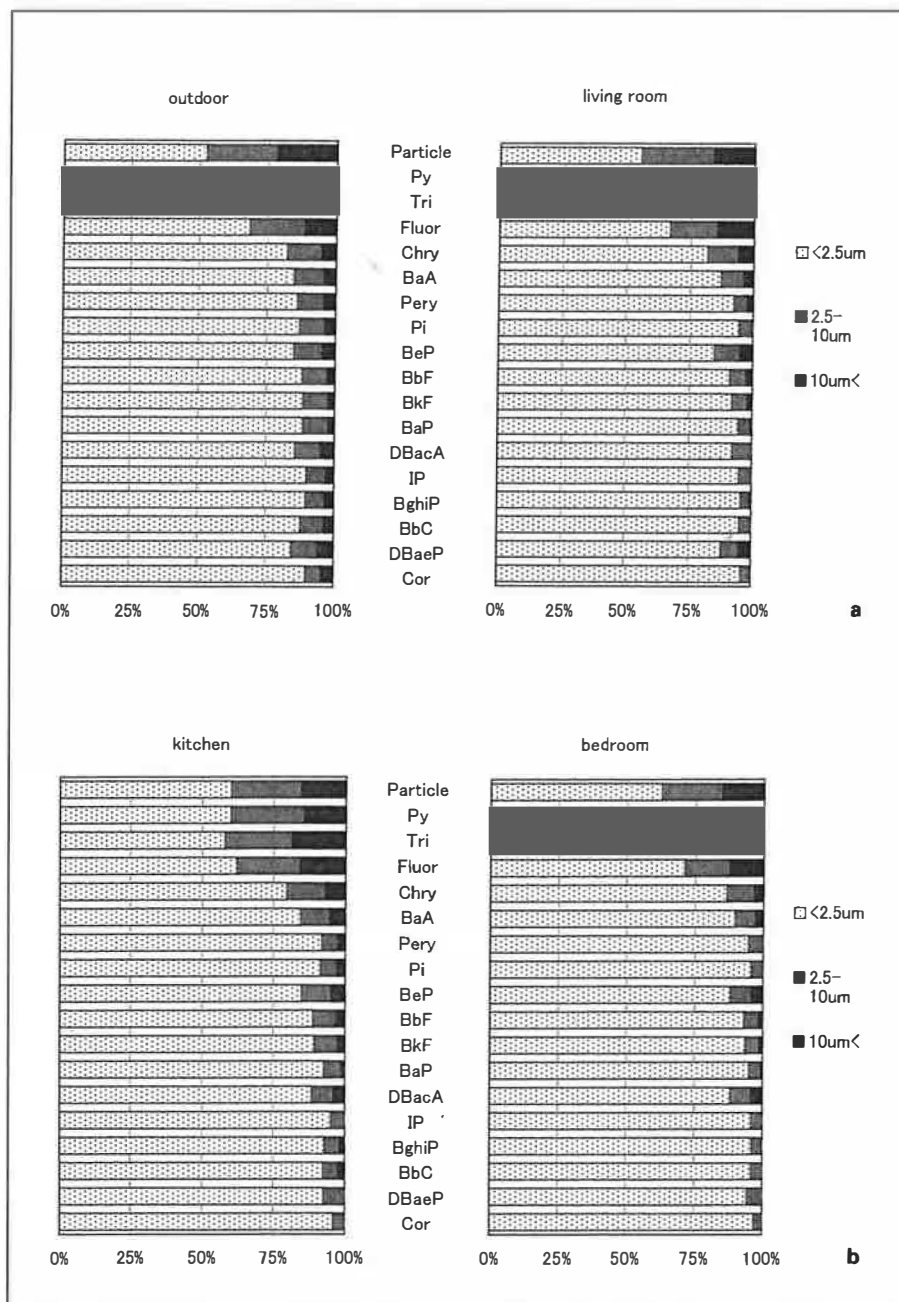 outdoor
living room
Particle
Py
Tri
Fluor
Chry
BaA
Pery
Pi
BeP
BbF
BkF
BaP
DBacA
IP
BghiP
BbC
DBaeP
Cor
<2.5um
2.5-
10um
10um<
0% 25% 50% 75% 100%
0% 25% 50% 75% 100%
a
kitchen
bedroom
Particle
Py
Tri
Fluor
Chry
BaA
Pery
Pi
BeP
BbF
BkF
BaP
DBacA
IP
BghiP
BbC
DBaeP
Cor
<2.5um
2.5-
10um
10um<
0% 25% 50% 75% 100%
0% 25% 50% 75% 100%
b